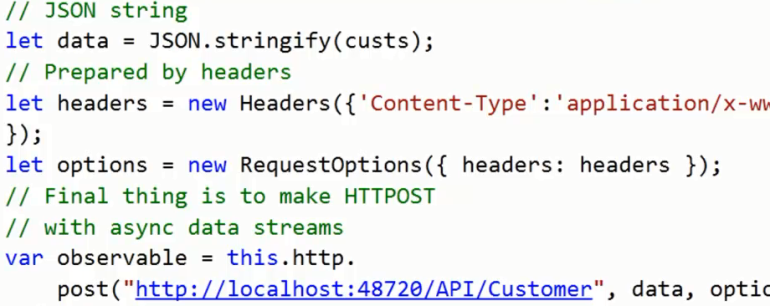 // JSON string
let data = JSON.stringify(custs);
// Prepared by headers
let headers = new Headers({'Content-Type':'application/x-ww
});
let options = new RequestOptions({ headers: headers });
// Final thing is to make HTTPOST
// with async data streams
var observable = this.http.
post("http://localhost:48720/API/Customer", data, optio